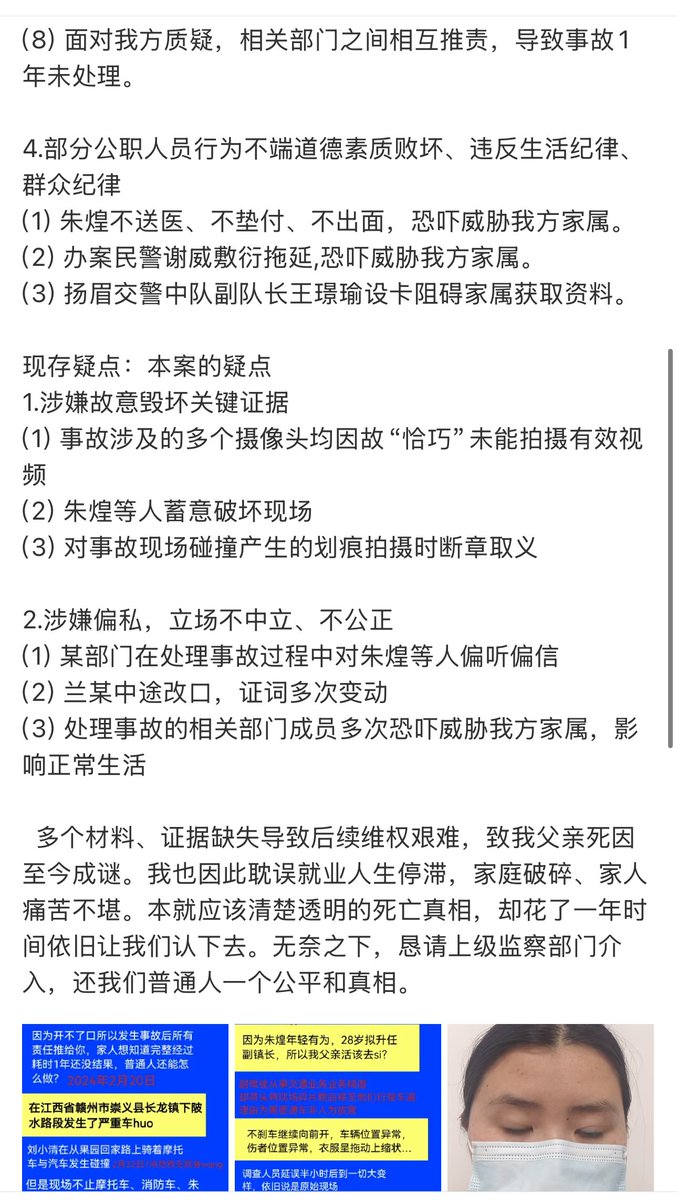 (8) 面对我方质疑，相关部门之间相互推责，导致事故1
年未处理。
4.部分公职人员行为不端道德素质败坏、违反生活纪律、
群众纪律
(1) 朱煌不送医、不垫付、不出面，恐吓威胁我方家属。
(2) 办案民警谢威敷衍拖延,恐吓威胁我方家属。
(3) 扬眉交警中队副队长王璟瑜设卡阻碍家属获取资料。
现存疑点：本案的疑点
1.涉嫌故意毁坏关键证据
(1) 事故涉及的多个摄像头均因故 “恰巧” 未能拍摄有效视
频
(2) 朱煌等人蓄意破坏现场
(3) 对事故现场碰撞产生的划痕拍摄时断章取义
2.涉嫌偏私，立场不中立、不公正
(1) 某部门在处理事故过程中对朱煌等人偏听偏信
(2) 兰某中途改口，证词多次变动
(3) 处理事故的相关部门成员多次恐吓威胁我方家属，影
响正常生活
多个材料、证据缺失导致后续维权艰难，致我父亲死因
至今成谜。我也因此耽误就业人生停滞，家庭破碎、家人
痛苦不堪。本就应该清楚透明的死亡真相，却花了一年时
间依旧让我们认下去。无奈之下，恳请上级监察部门介
入，还我们普通人一个公平和真相。
因为开不了口所以发生事故后所有
责任推给你，家人想知道完整经过
耗时1年还没结果，普通人还能怎
么做？ 2024年2月20日
在江西省赣州市崇义县长龙镇下陂
水路段发生了严重车huo
刘小清在从果园回家路上骑着摩托
车与汽车发生碰撞
但是现场不止摩托车、消防车、朱
因为朱煌年轻有为，28岁拟升任
副镇长，所以我父亲活该去si?
不刹车继续向前开，车辆位置异常，
伤者位置异常，衣服呈拖动上缩状...
调查人员延误半小时后到一切大变
样，依旧说是原始现场